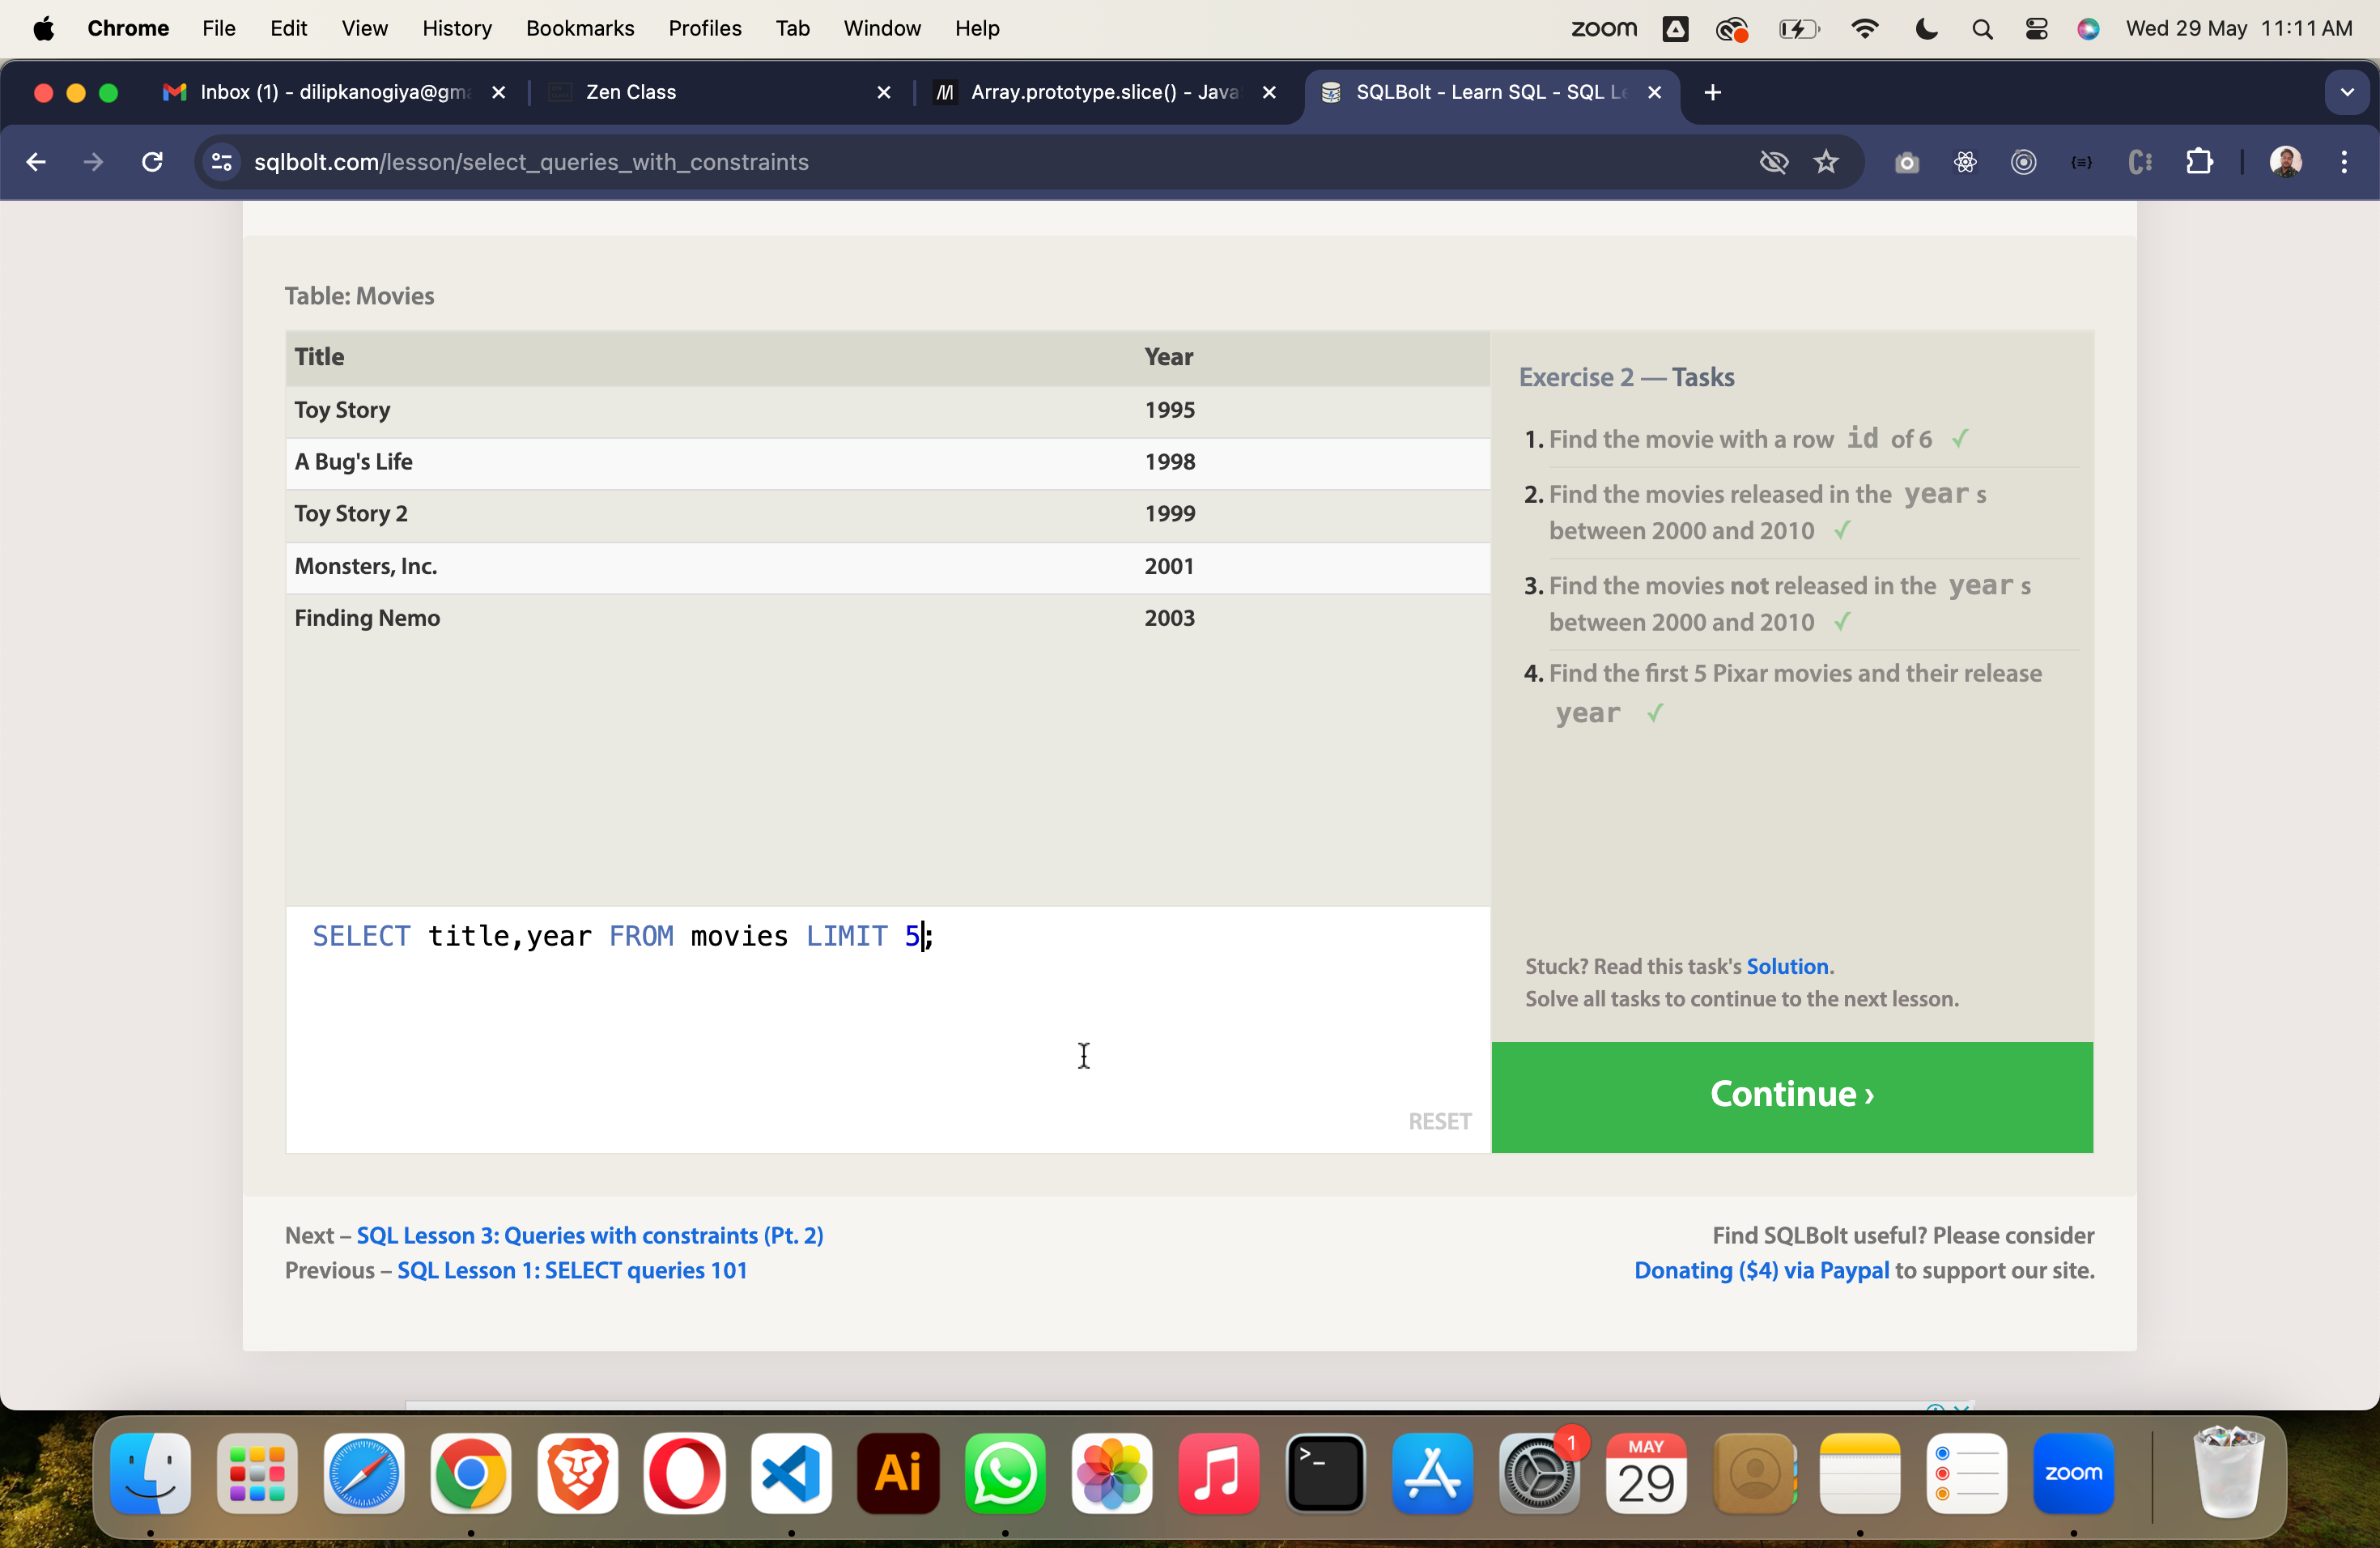 Chrome File Edit View History Bookmarks Profiles Tab Window Help zoom Wed 29 May 11:11 AM
Inbox (1) - dilipkanogiya@gma Zen Class Array.prototype.slice() - Java SQLBolt - Learn SQL - SQL Le
sqlbolt.com/lesson/select_queries_with_constraints
Table: Movies
Title Year
Toy Story 1995
A Bug's Life 1998
Toy Story 2 1999
Monsters, Inc. 2001
Finding Nemo 2003
SELECT title,year FROM movies LIMIT 5;
RESET
Exercise 2 — Tasks
1. Find the movie with a row id of 6 ✓
2. Find the movies released in the year s
between 2000 and 2010 ✓
3. Find the movies not released in the year s
between 2000 and 2010 ✓
4. Find the first 5 Pixar movies and their release
year ✓
Stuck? Read this task's Solution.
Solve all tasks to continue to the next lesson.
Continue ›
Next – SQL Lesson 3: Queries with constraints (Pt. 2)
Previous – SQL Lesson 1: SELECT queries 101
Find SQLBolt useful? Please consider
Donating ($4) via Paypal to support our site.
Ai
>_
1
MAY
29
zoom